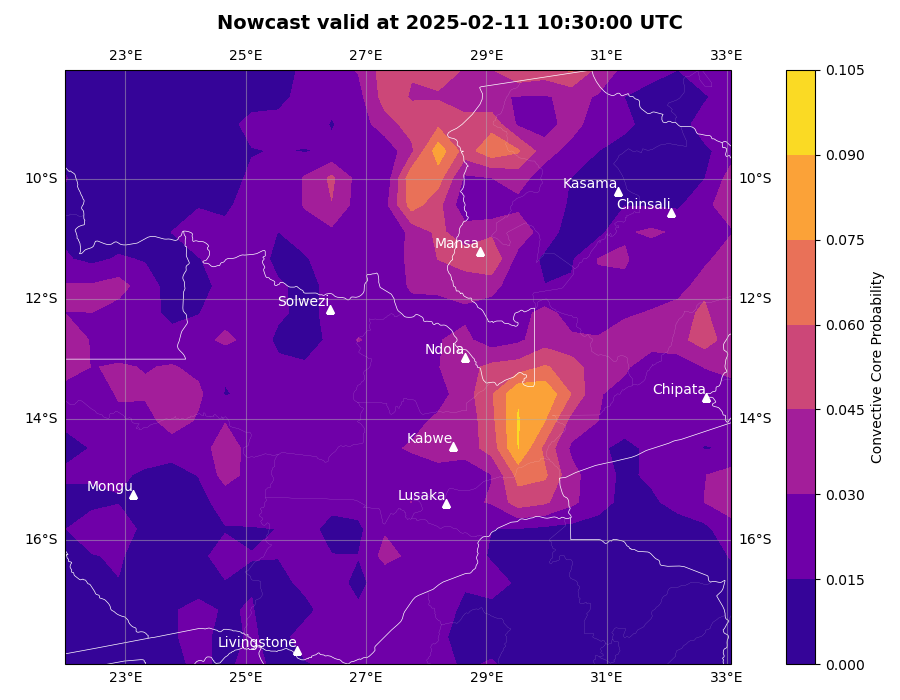 Nowcast valid at 2025-02-11 10:30:00 UTC
23°E 25°E 27°E 29°E 31°E 33°E
10°S 10°S
12°S 12°S
14°S 14°S
16°S 16°S
Kasama
Chinsali
Mansa
Solwezi
Ndola
Chipata
Kabwe
Mongu
Lusaka
Livingstone
23°E 25°E 27°E 29°E 31°E 33°E
0.105
0.090
0.075
0.060
0.045
0.030
0.015
0.000
Convective Core Probability